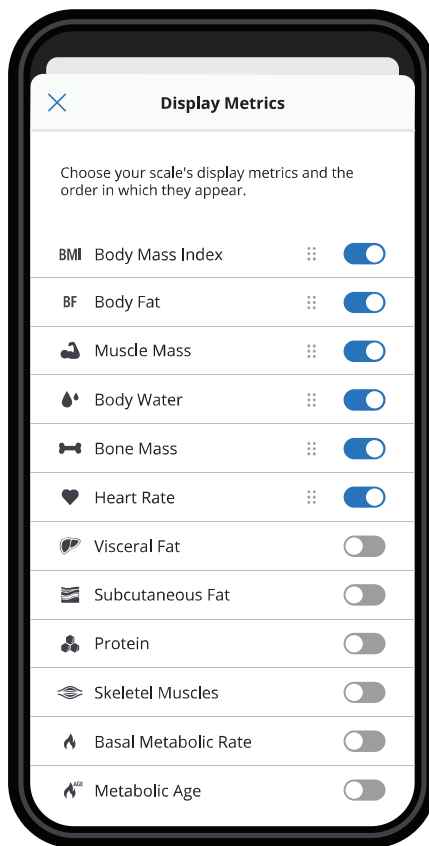 Display Metrics
Choose your scale's display metrics and the
order in which they appear.
BMI Body Mass Index
BF Body Fat
Muscle Mass
Body Water
Bone Mass
Heart Rate
Visceral Fat
Subcutaneous Fat
Protein
Skeletel Muscles
Basal Metabolic Rate
AGE Metabolic Age